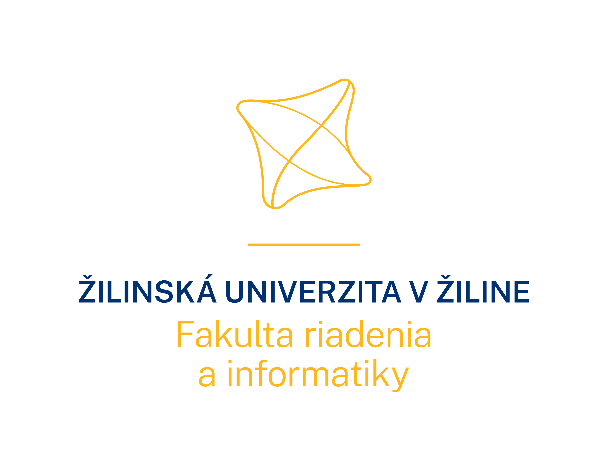 ŽILINSKÁ UNIVERZITA V ŽILINE
Fakulta riadenia
a informatiky